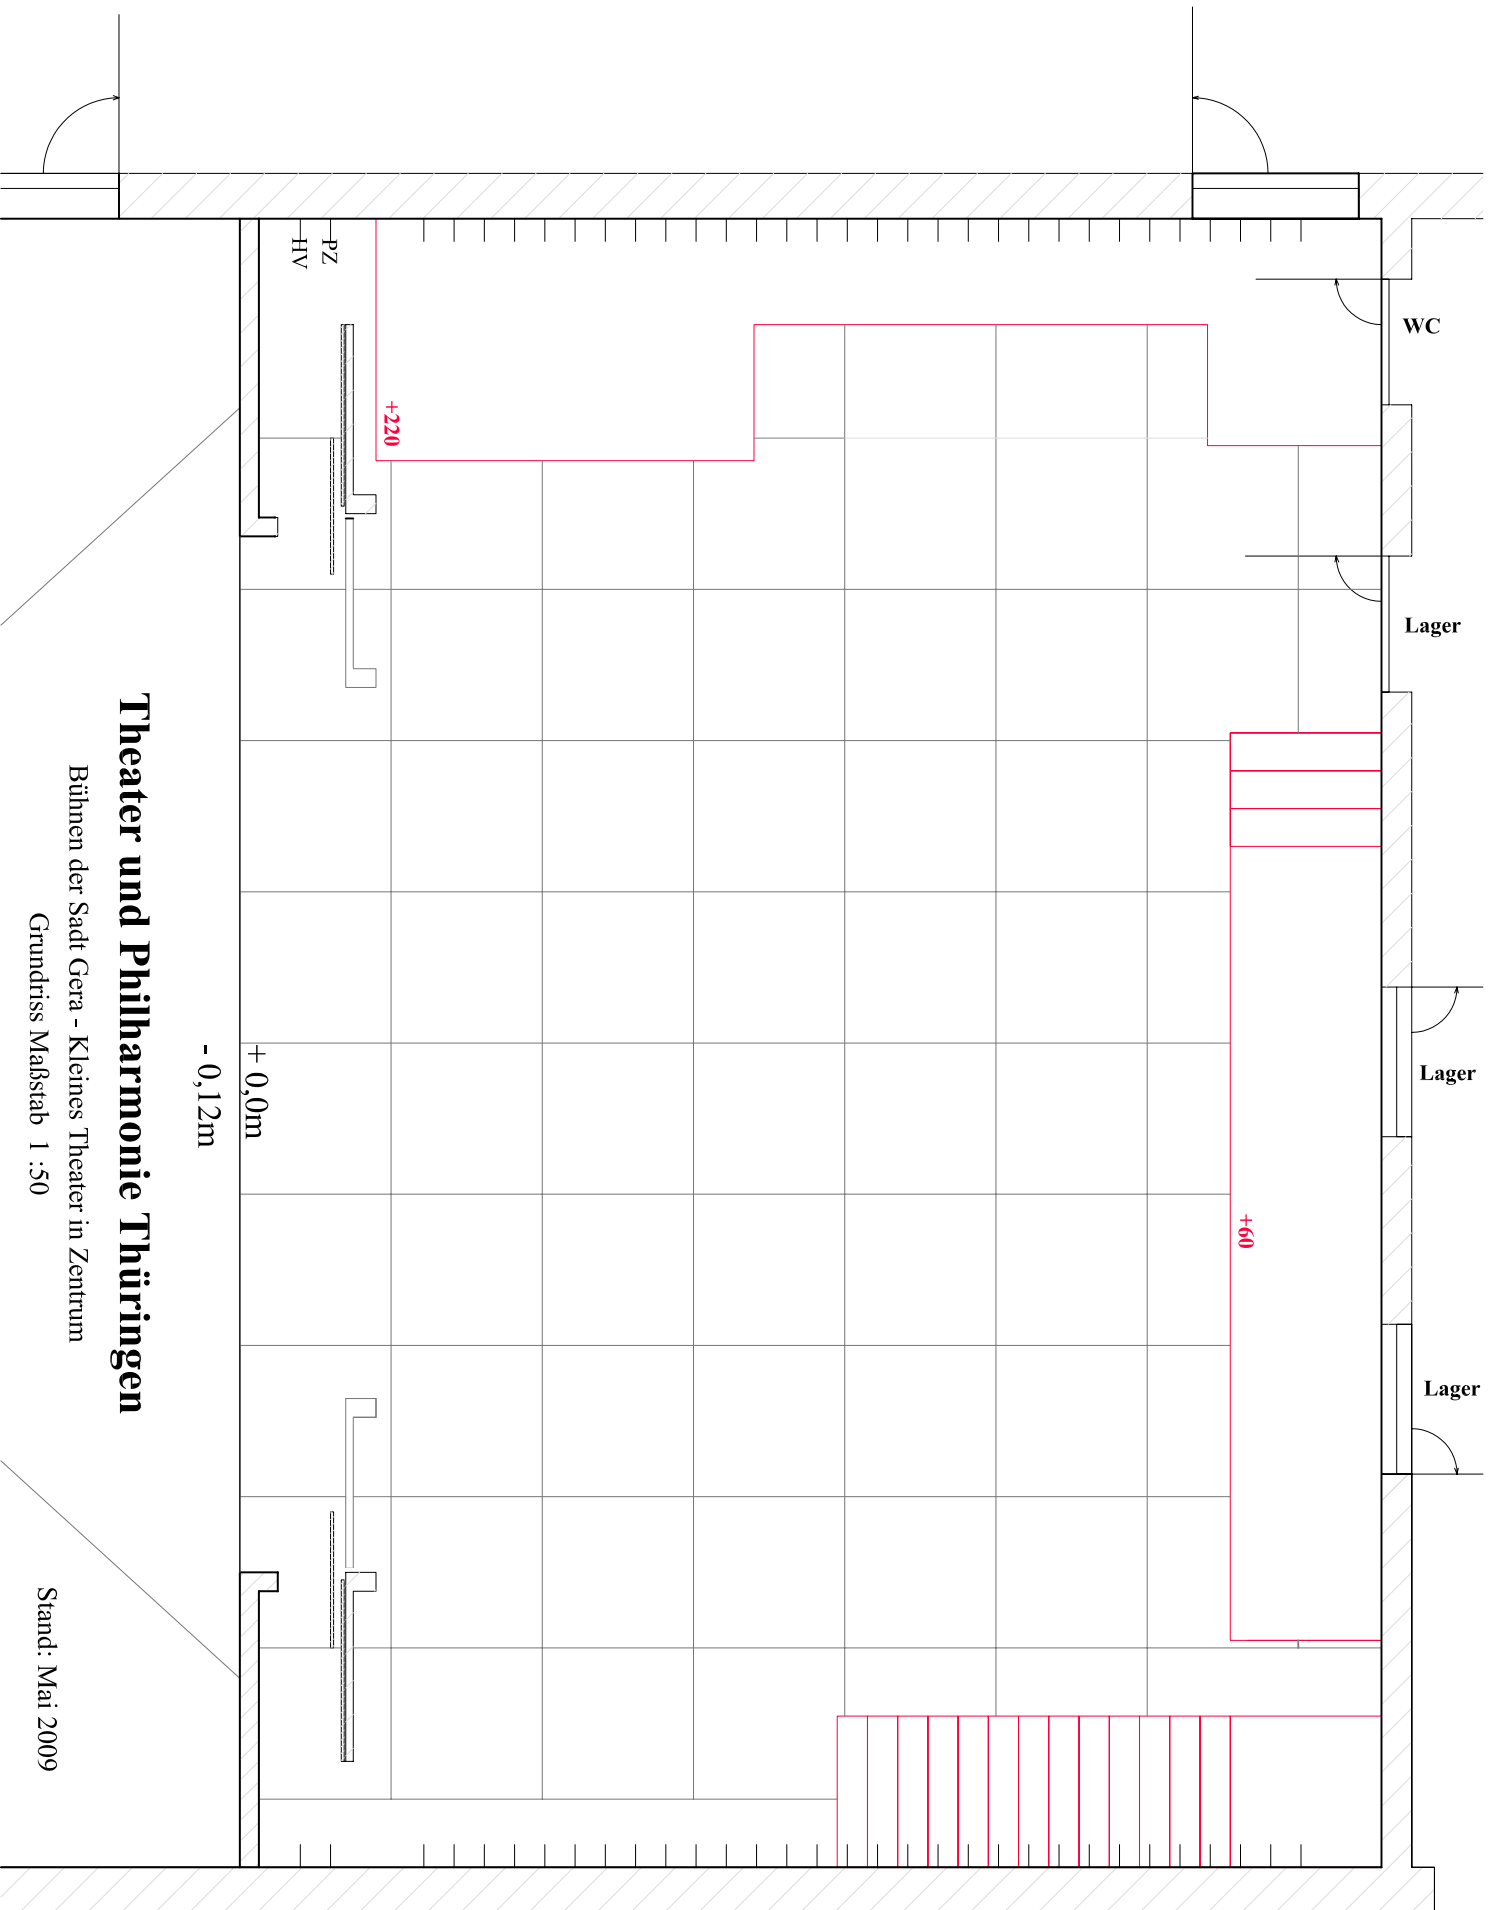 HV
PZ
+220
WC
Lager
Lager
Lager
+60
+ 0,0m
- 0,12m
Theater und Philharmonie Thüringen
Bühnen der Sadt Gera - Kleines Theater in Zentrum
Grundriss Maßstab 1 :50
Stand: Mai 2009